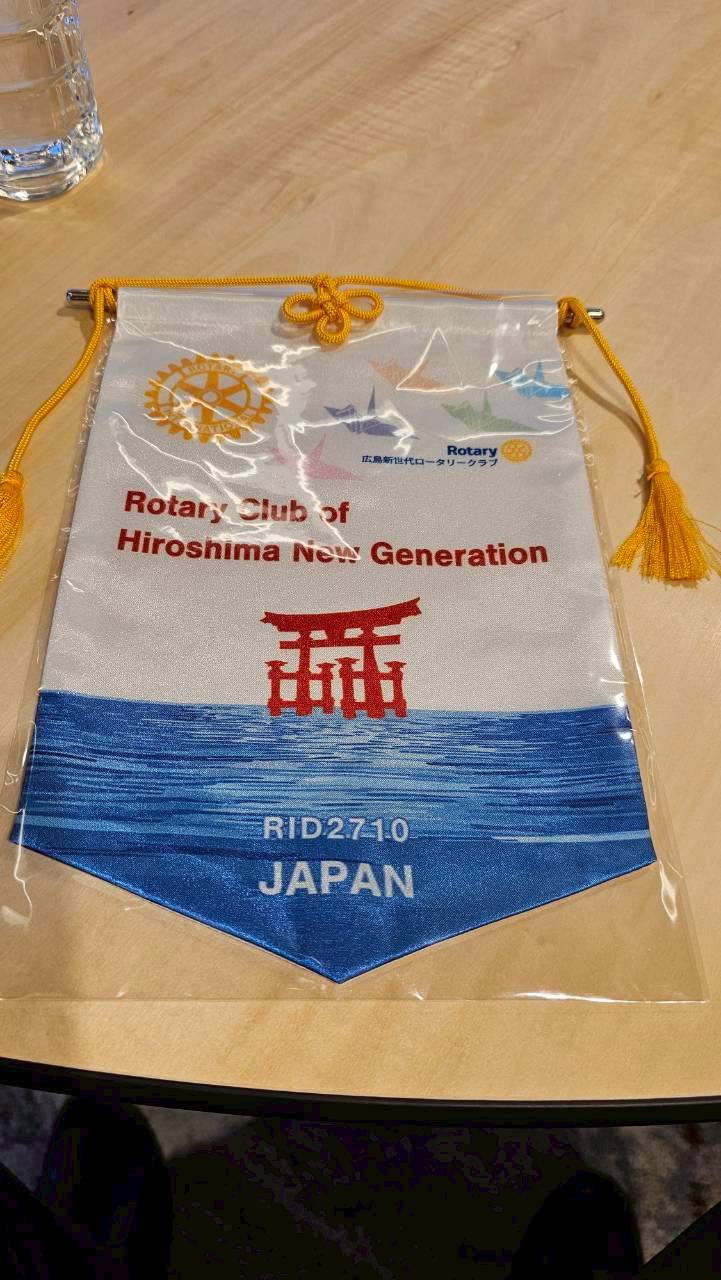 ROTARY
INTERNATIONAL
Rotary
広島新世代ロータリークラブ
Rotary Club of
Hiroshima New Generation
RID2710
JAPAN